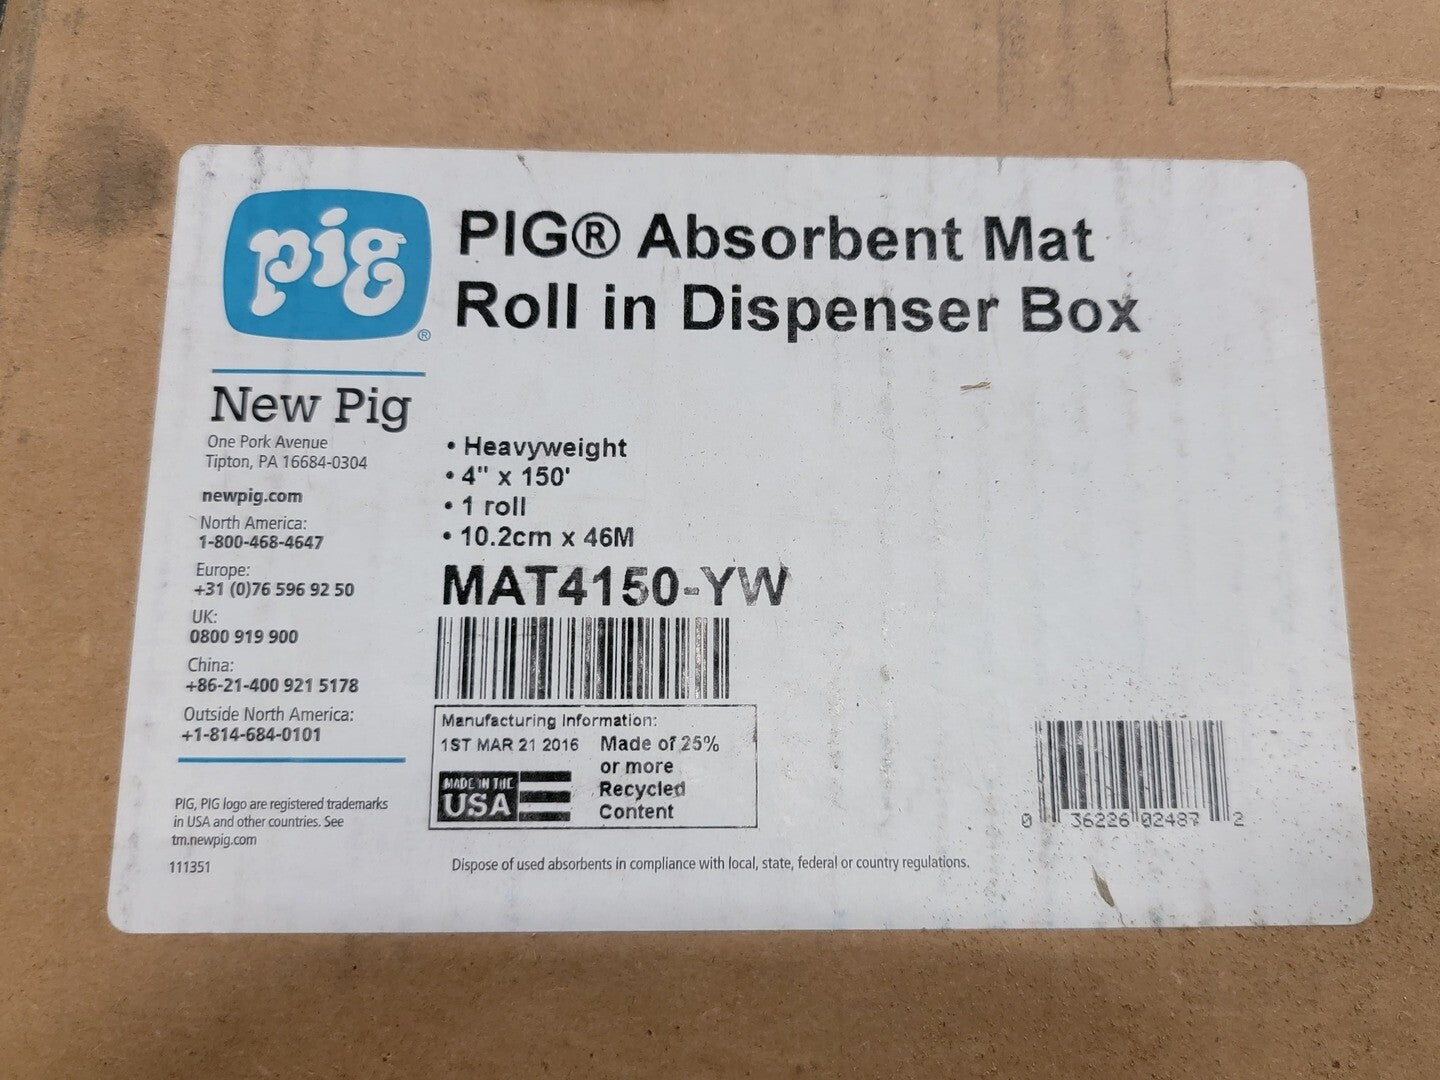 pig
®
PIG® Absorbent Mat
Roll in Dispenser Box
New Pig
One Pork Avenue
Tipton, PA 16684-0304
newpig.com
North America:
1-800-468-4647
Europe:
+31 (0)76 596 92 50
UK:
0800 919 900
China:
+86-21-400 921 5178
Outside North America:
+1-814-684-0101
PIG, PIG logo are registered trademarks
in USA and other countries. See
tm.newpig.com
111351
• Heavyweight
• 4" x 150'
• 1 roll
• 10.2cm x 46M
MAT4150-YW
Manufacturing Information:
1ST MAR 21 2016
MADE IN THE
USA
Made of 25%
or more
Recycled
Content
0 36226 02487 2
Dispose of used absorbents in compliance with local, state, federal or country regulations.